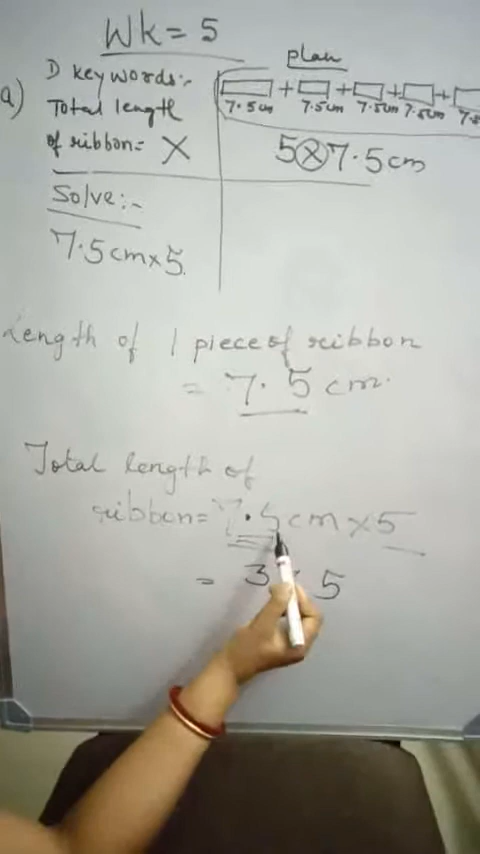 Wk = 5
a) D keywords:-
Total length
of ribbon = X
plan
+ + + +
7.5cm 7.5cm 7.5cm 7.5cm 7.5
5 X 7.5cm
Solve:-
7.5cm x 5
Length of 1 piece of ribbon
= 7.5 cm.
Total length of
ribbon = 7.5cm x 5
= 3 5